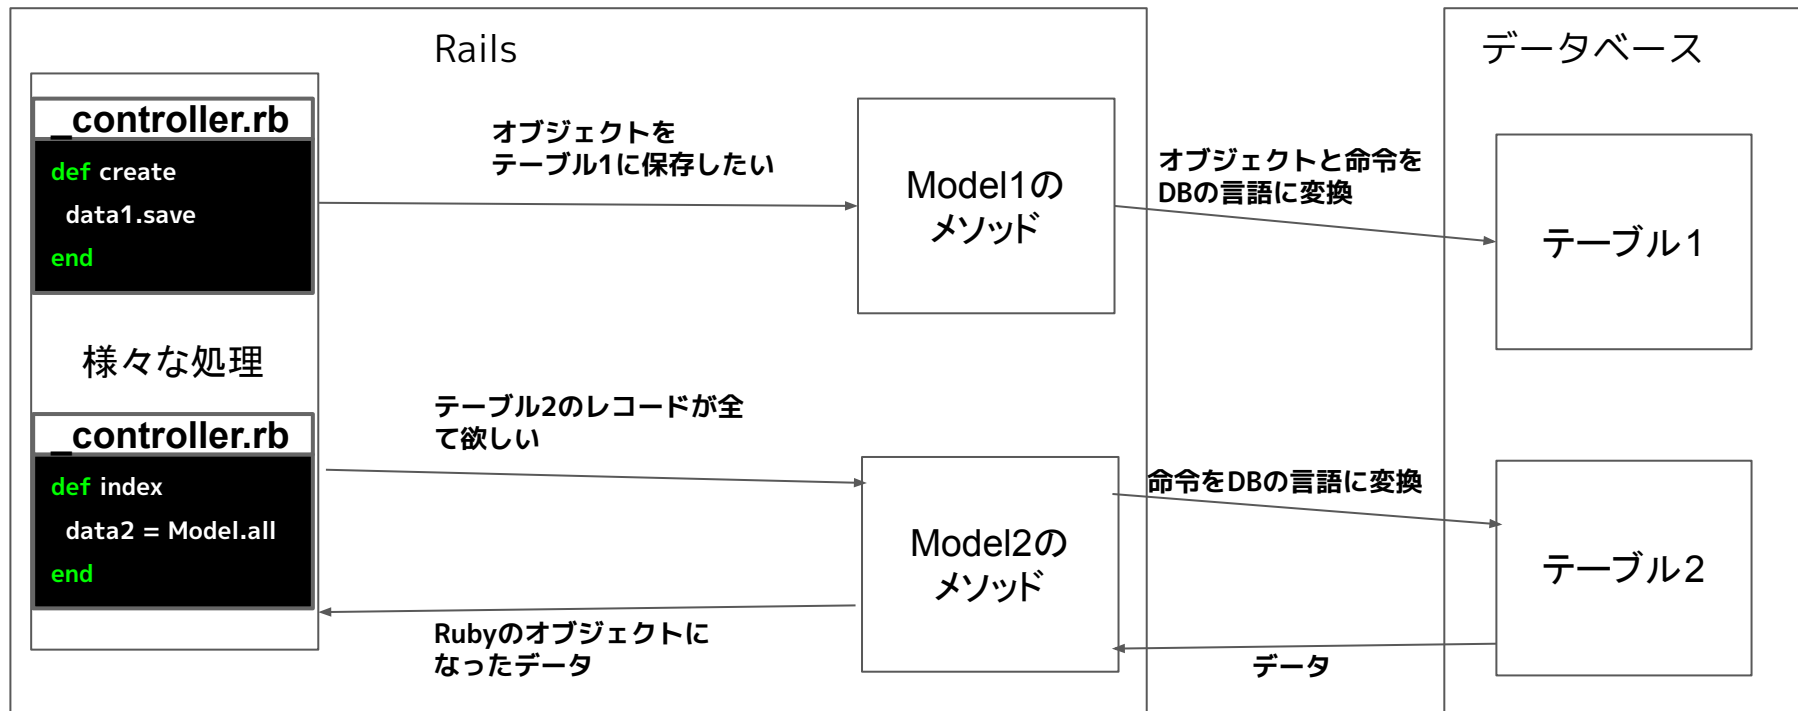 Rails
データベース
_controller.rb
def create
data1.save
end
オブジェクトを
テーブル1に保存したい
Model1の
メソッド
オブジェクトと命令を
DBの言語に変換
テーブル1
様々な処理
_controller.rb
def index
data2 = Model.all
end
テーブル2のレコードが全
て欲しい
Model2の
メソッド
命令をDBの言語に変換
テーブル2
Rubyのオブジェクトに
なったデータ
データ